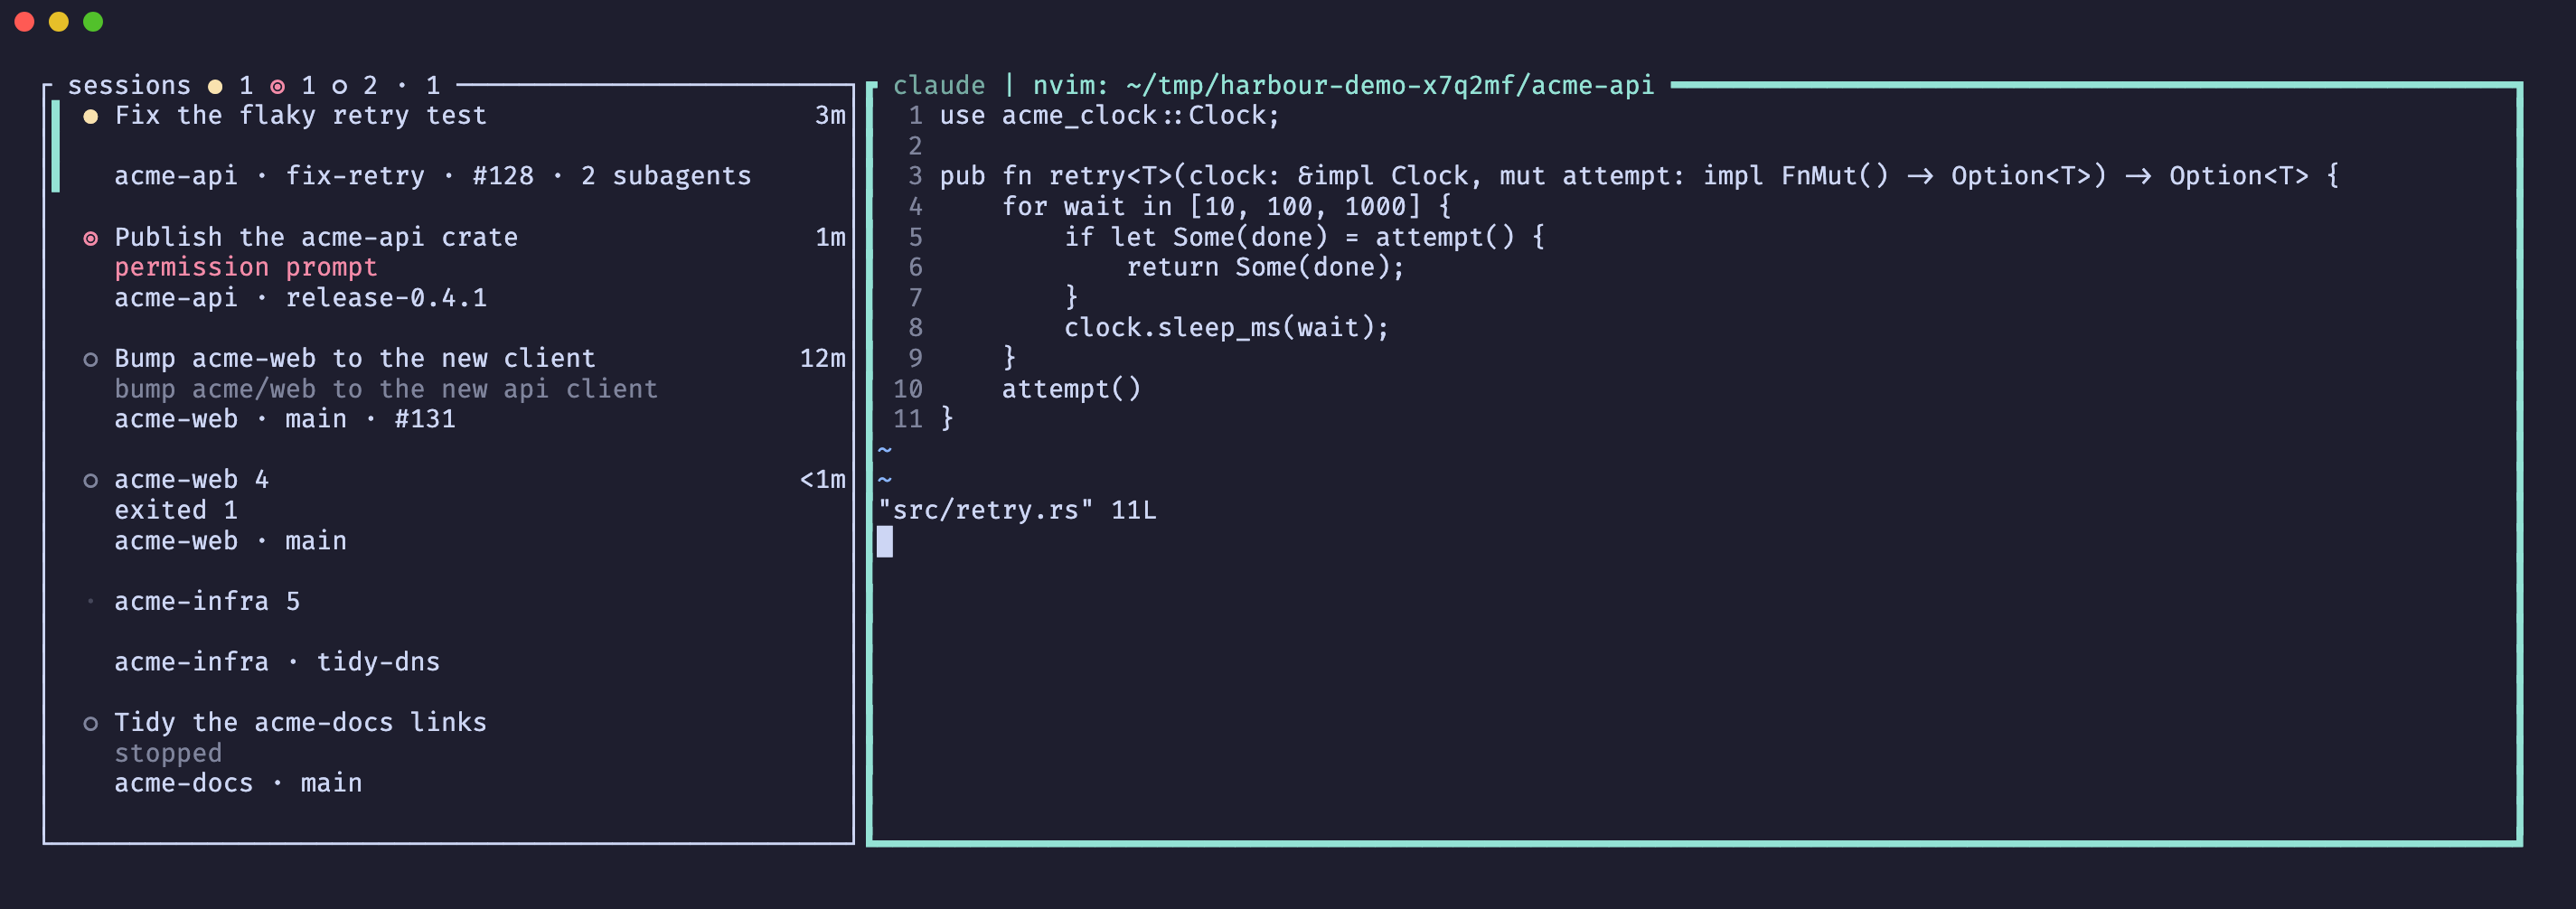 sessions ● 1 ◉ 1 ○ 2 · 1
● Fix the flaky retry test 3m
acme-api · fix-retry · #128 · 2 subagents
◉ Publish the acme-api crate 1m
permission prompt
acme-api · release-0.4.1
○ Bump acme-web to the new client 12m
bump acme/web to the new api client
acme-web · main · #131
○ acme-web 4 <1m
exited 1
acme-web · main
· acme-infra 5
acme-infra · tidy-dns
○ Tidy the acme-docs links
stopped
acme-docs · main
claude | nvim: ~/tmp/harbour-demo-x7q2mf/acme-api
1 use acme_clock::Clock;
2
3 pub fn retry<T>(clock: &impl Clock, mut attempt: impl FnMut() -> Option<T>) -> Option<T> {
4     for wait in [10, 100, 1000] {
5         if let Some(done) = attempt() {
6             return Some(done);
7         }
8         clock.sleep_ms(wait);
9     }
10     attempt()
11 }
~
~
"src/retry.rs" 11L